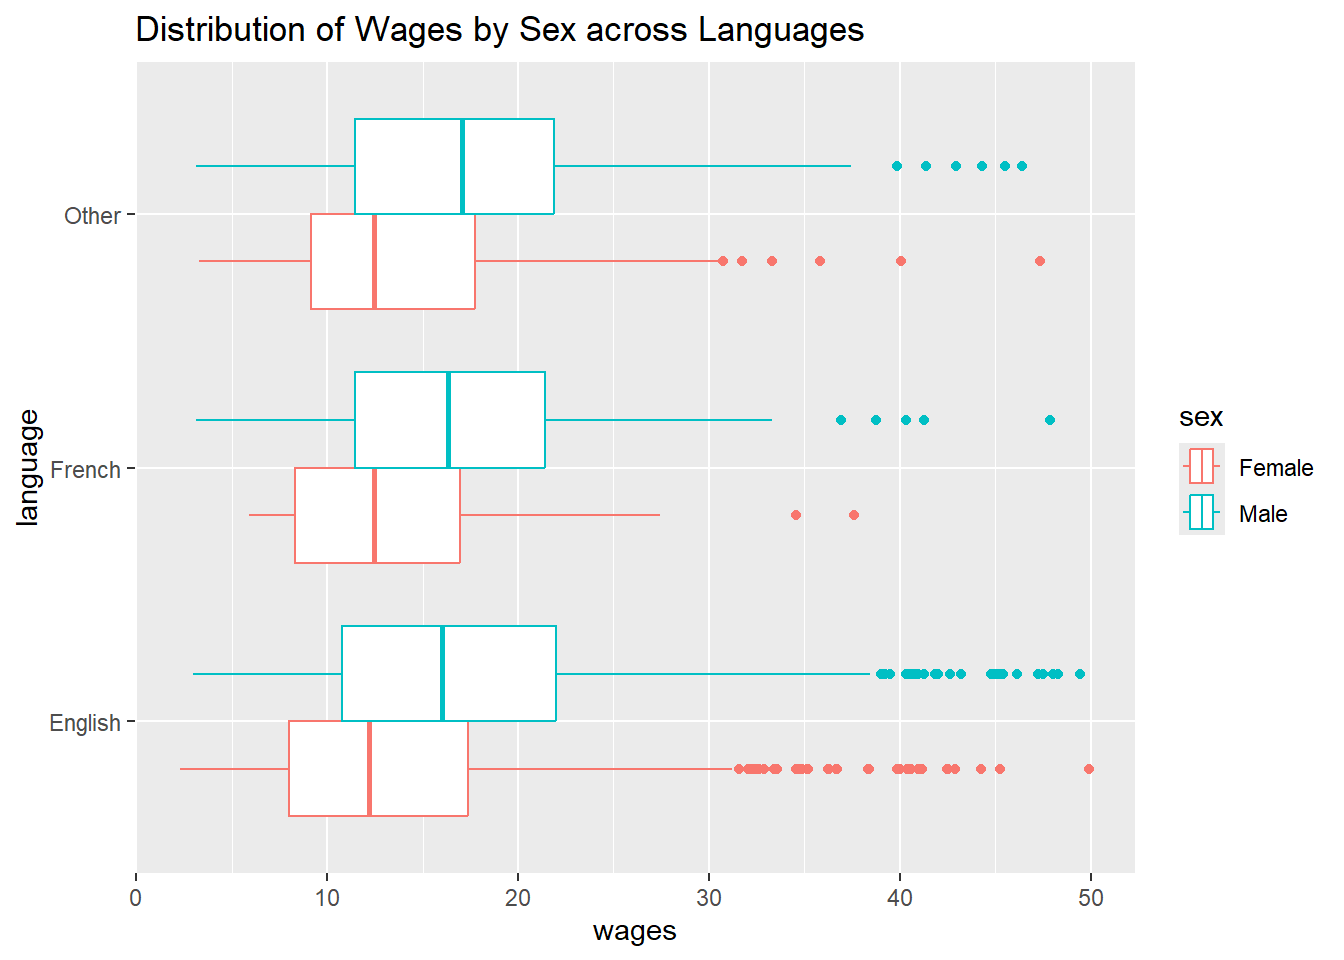 Distribution of Wages by Sex across Languages
Other
French
English
language
0 10 20 30 40 50
wages
sex
Female
Male